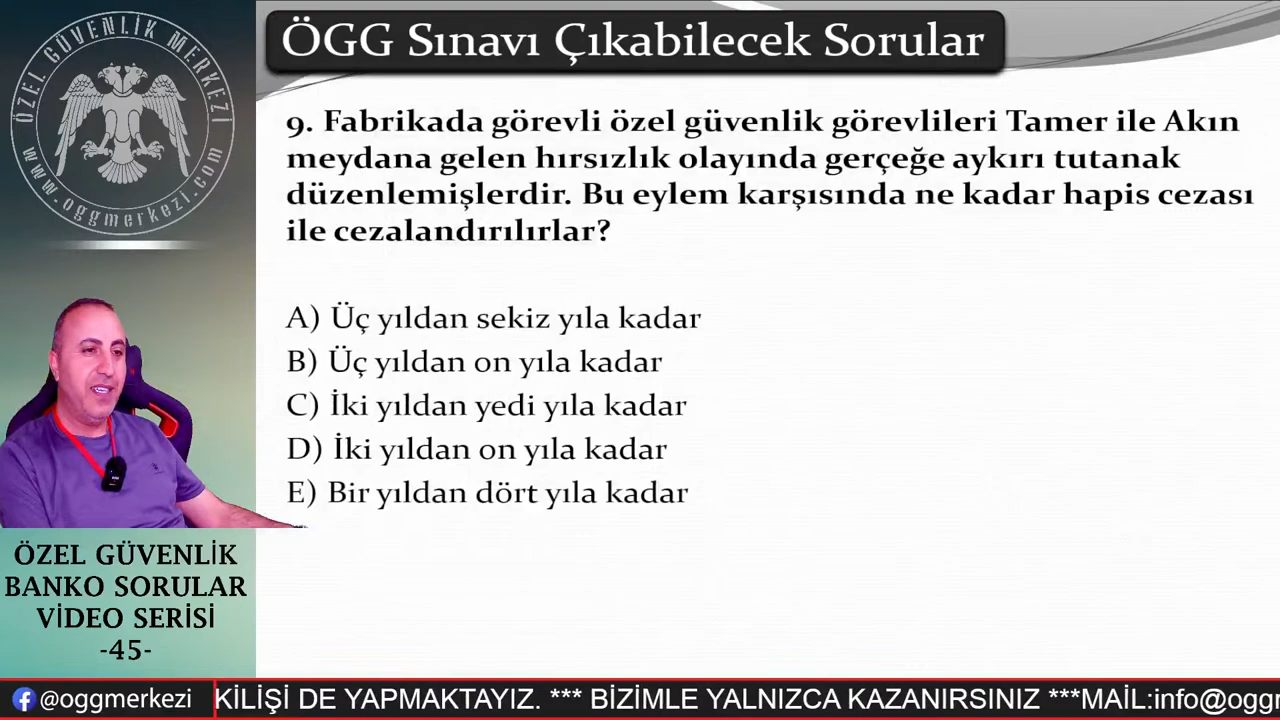 ÖZEL GÜVENLİK MERKEZİ
www.oggmerkezi.com
ÖGG Sınavı Çıkabilecek Sorular
9. Fabrikada görevli özel güvenlik görevlileri Tamer ile Akın
meydana gelen hırsızlık olayında gerçeğe aykırı tutanak
düzenlemişlerdir. Bu eylem karşısında ne kadar hapis cezası
ile cezalandırılırlar?
A) Üç yıldan sekiz yıla kadar
B) Üç yıldan on yıla kadar
C) İki yıldan yedi yıla kadar
D) İki yıldan on yıla kadar
E) Bir yıldan dört yıla kadar
ÖZEL GÜVENLİK
BANKO SORULAR
VİDEO SERİSİ
-45-
@oggmerkezi
KİLİŞİ DE YAPMAKTAYIZ. *** BİZİMLE YALNIZCA KAZANIRSINIZ ***MAİL:info@oggr